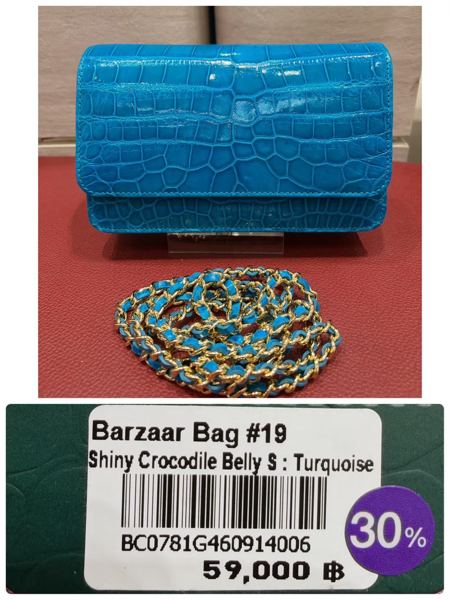 Barzaar Bag #19
Shiny Crocodile Belly S : Turquoise
BC0781G460914006
59,000 ฿
30%